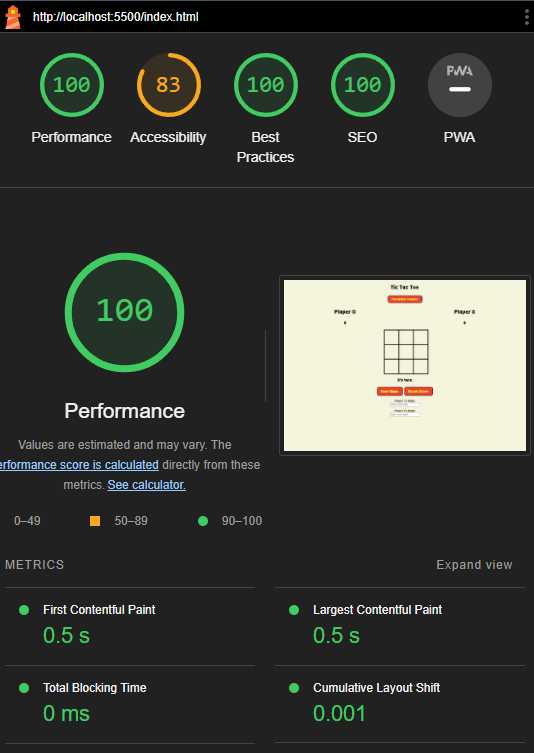 http://localhost:5500/index.html
100
83
100
100
PWA
Performance
Accessibility
Best
Practices
SEO
PWA
100
Performance
Values are estimated and may vary. The
erformance score is calculated directly from these
metrics. See calculator.
0–49
50–89
90–100
Tic Tac Toe
Player O
Player X
0
0
New Game
Reset Score
METRICS
Expand view
First Contentful Paint
0.5 s
Largest Contentful Paint
0.5 s
Total Blocking Time
0 ms
Cumulative Layout Shift
0.001